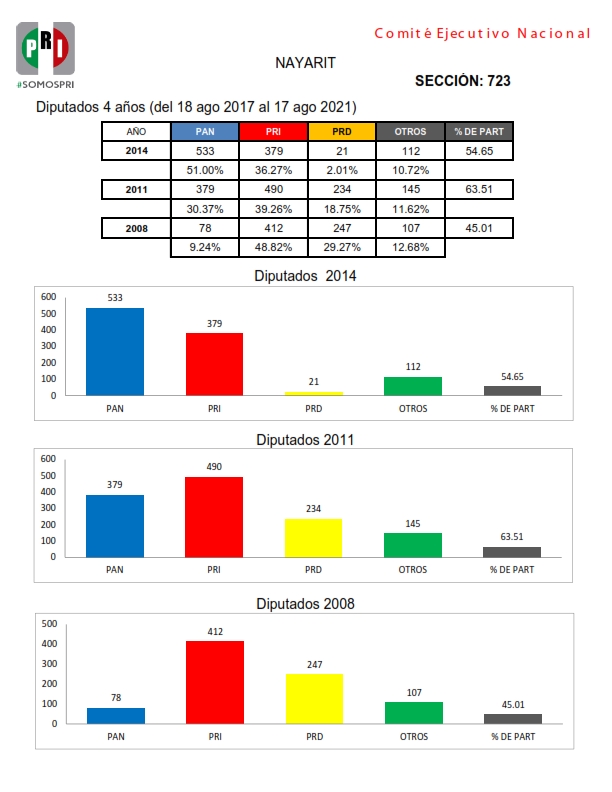 Comité Ejecutivo Nacional
PRI
#SOMOSPRI
NAYARIT
SECCIÓN: 723
Diputados 4 años (del 18 ago 2017 al 17 ago 2021)
AÑO PAN PRI PRD OTROS % DE PART
2014 533 379 21 112 54.65
51.00% 36.27% 2.01% 10.72%
2011 379 490 234 145 63.51
30.37% 39.26% 18.75% 11.62%
2008 78 412 247 107 45.01
9.24% 48.82% 29.27% 12.68%
Diputados 2014
600
500
400
300
200
100
0
533
379
21
112
54.65
PAN PRI PRD OTROS % DE PART
Diputados 2011
600
500
400
300
200
100
0
379
490
234
145
63.51
PAN PRI PRD OTROS % DE PART
Diputados 2008
500
400
300
200
100
0
78
412
247
107
45.01
PAN PRI PRD OTROS % DE PART